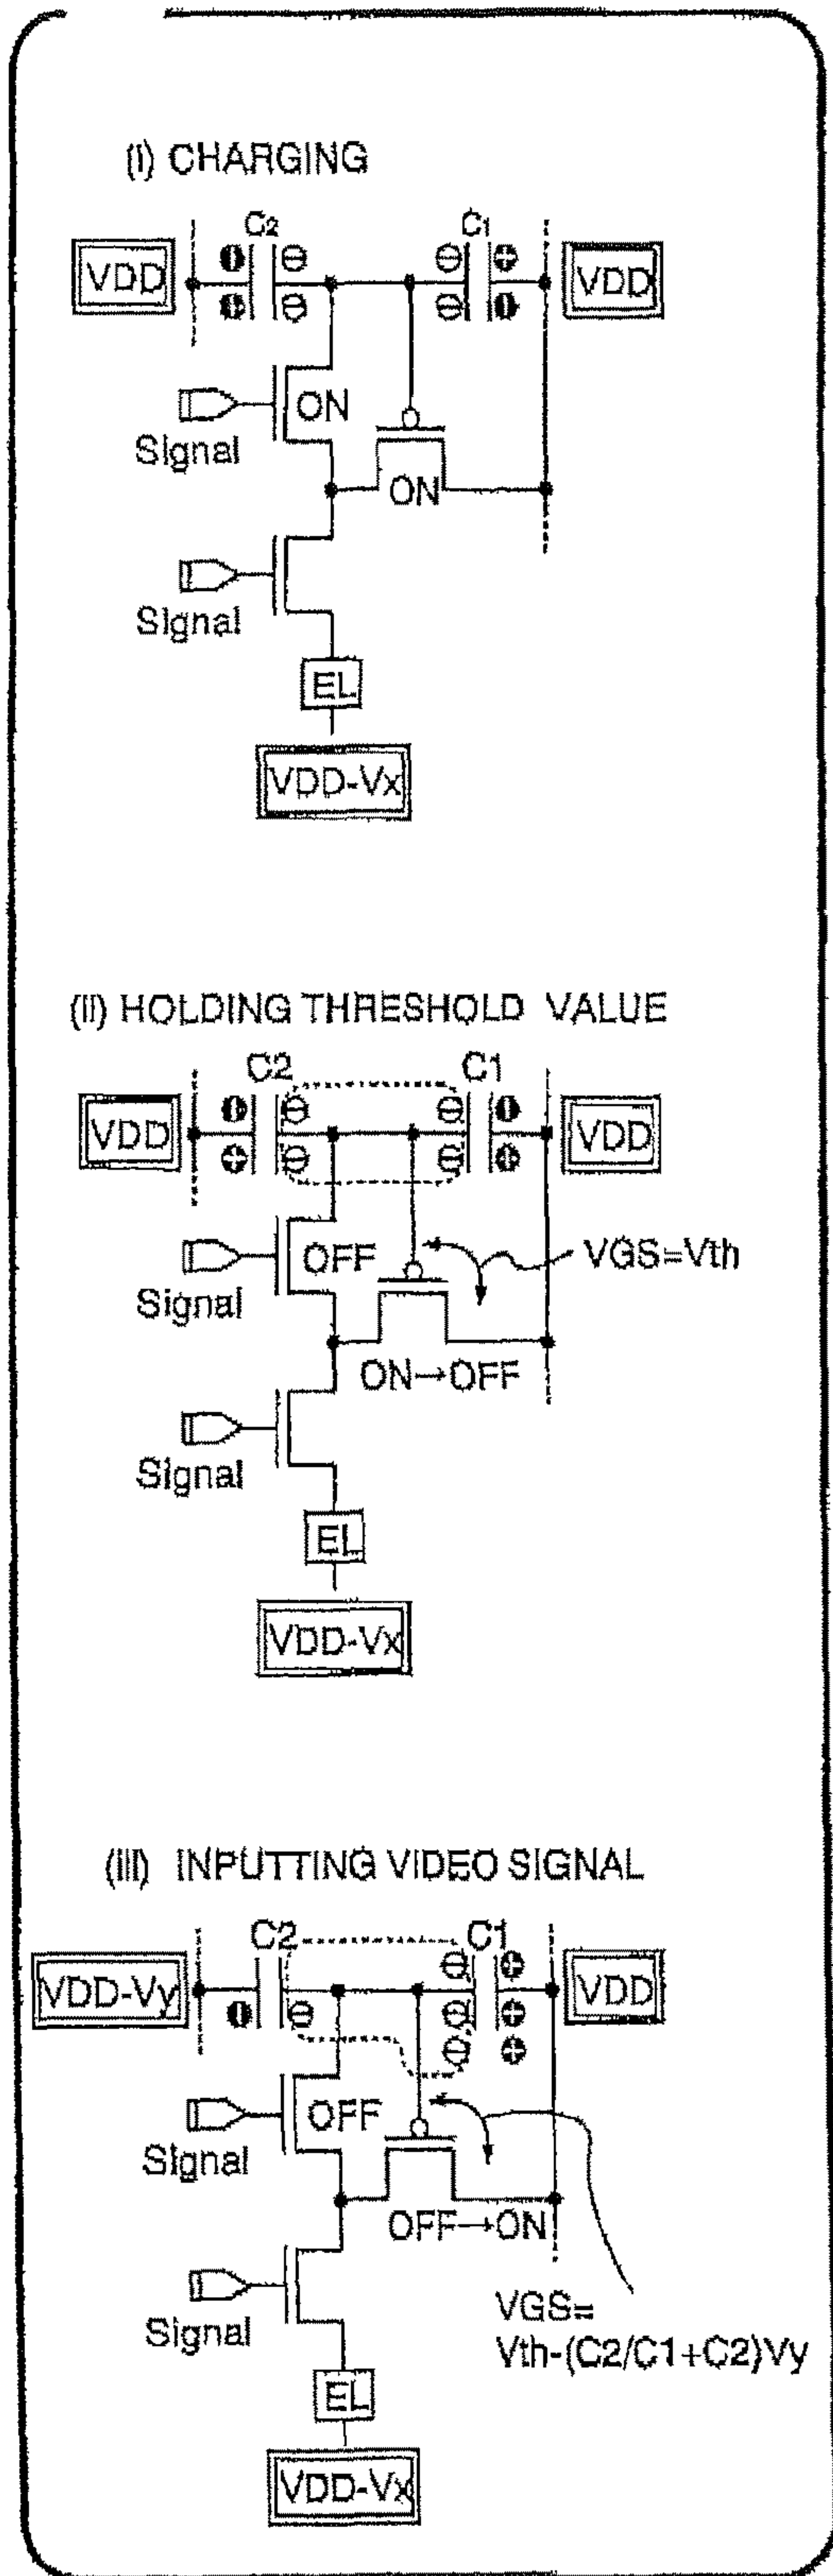 (i) CHARGING
C2 C1
VDD VDD
ON
Signal
ON
Signal
EL
VDD-Vx
(ii) HOLDING THRESHOLD VALUE
C2 C1
VDD VDD
OFF VGS=Vth
Signal
ON→OFF
Signal
EL
VDD-Vx
(iii) INPUTTING VIDEO SIGNAL
C2 C1
VDD-Vy VDD
OFF
Signal
OFF→ON
Signal
VGS=
Vth-(C2/C1+C2)Vy
EL
VDD-Vx